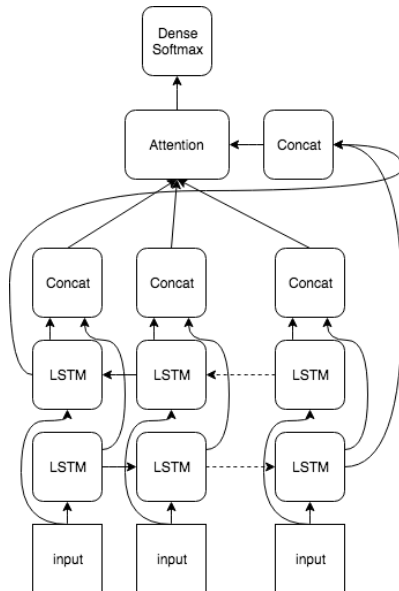 Dense
Softmax
Attention
Concat
Concat
Concat
Concat
LSTM
LSTM
LSTM
LSTM
LSTM
LSTM
input
input
input